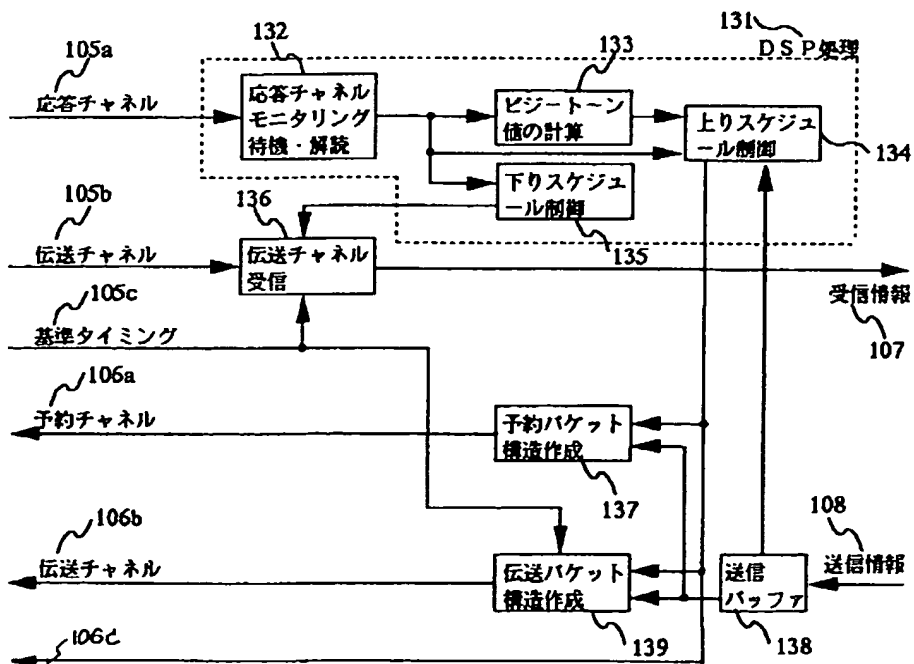 131
DSP処理
105a
132
133
応答チャネル
応答チャネル
モニタリング
待機・解読
ビジートーン
値の計算
上りスケジュ
ール制御
134
下りスケジュ
ール制御
135
105b
136
伝送チャネル
伝送チャネル
受信
受信情報
107
105c
基準タイミング
106a
予約チャネル
予約パケット
構造作成
137
106b
伝送チャネル
伝送パケット
構造作成
139
送信
バッファ
138
108
送信情報
106c